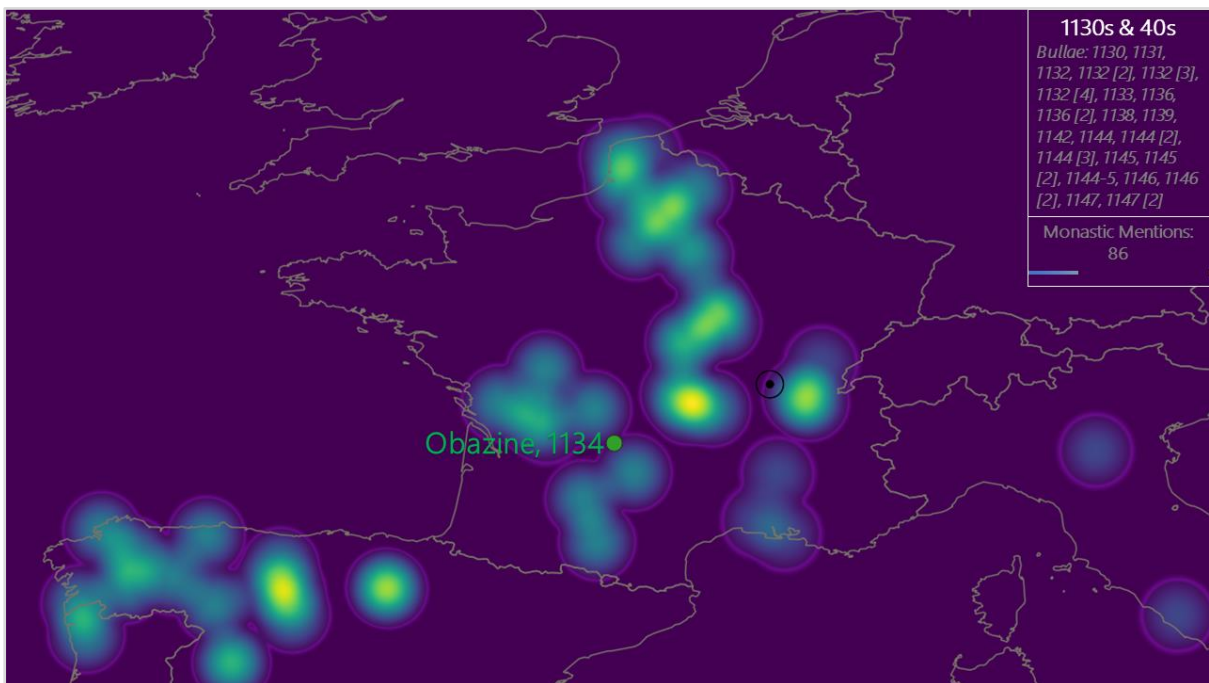 1130s & 40s
Bullae: 1130, 1131,
1132, 1132 [2], 1132 [3],
1132 [4], 1133, 1136,
1136 [2], 1138, 1139,
1142, 1144, 1144 [2],
1144 [3], 1145, 1145
[2], 1144-5, 1146, 1146
[2], 1147, 1147 [2]
Monastic Mentions:
86
Obazine, 1134